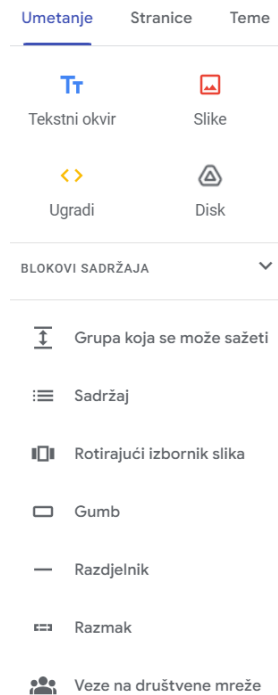 Umetanje Stranice Teme
Tekstni okvir Slike
Ugradi Disk
BLOKOVI SADRŽAJA
Grupa koja se može sažeti
Sadržaj
Rotirajući izbornik slika
Gumb
Razdjelnik
Razmak
Veze na društvene mreže